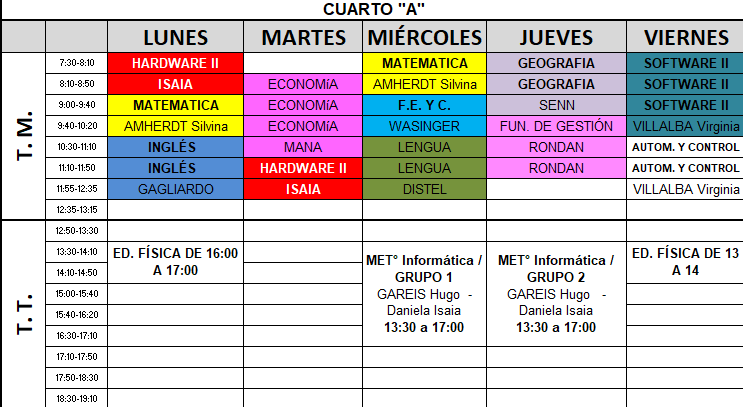 CUARTO "A"
LUNES MARTES MIÉRCOLES JUEVES VIERNES
T. M.
7:30-8:10 HARDWARE II MATEMATICA GEOGRAFIA SOFTWARE II
8:10-8:50 ISAIA ECONOMíA AMHERDT Silvina GEOGRAFIA SOFTWARE II
9:00-9:40 MATEMATICA ECONOMíA F.E. Y C. SENN SOFTWARE II
9:40-10:20 AMHERDT Silvina ECONOMíA WASINGER FUN. DE GESTIÓN VILLALBA Virginia
10:30-11:10 INGLÉS MANA LENGUA RONDAN AUTOM. Y CONTROL
11:10-11:50 INGLÉS HARDWARE II LENGUA RONDAN AUTOM. Y CONTROL
11:55-12:35 GAGLIARDO ISAIA DISTEL VILLALBA Virginia
12:35-13:15
T. T.
12:50-13:30
13:30-14:10
14:10-14:50
15:00-15:40
15:40-16:20
16:30-17:10
17:10-17:50
17:50-18:30
18:30-19:10
ED. FÍSICA DE 16:00
A 17:00
MET° Informática /
GRUPO 1
GAREIS Hugo -
Daniela Isaia
13:30 a 17:00
MET° Informática /
GRUPO 2
GAREIS Hugo -
Daniela Isaia
13:30 a 17:00
ED. FÍSICA DE 13
A 14